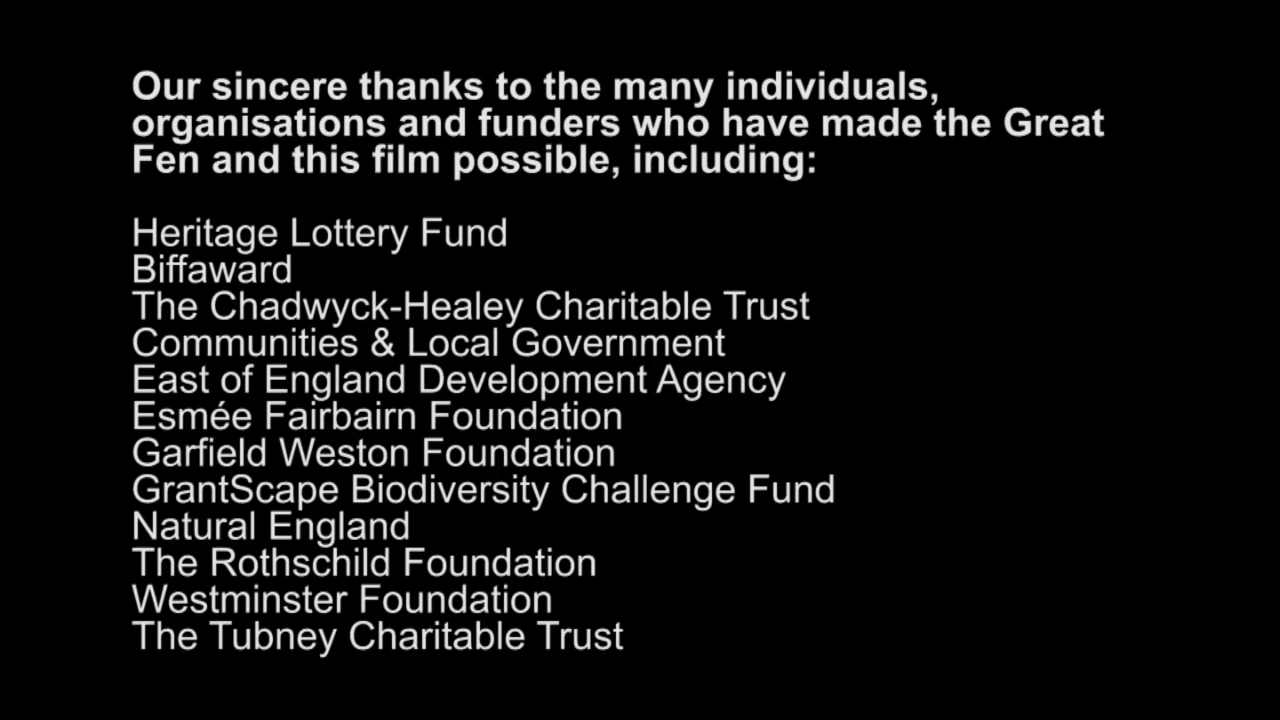 Our sincere thanks to the many individuals,
organisations and funders who have made the Great
Fen and this film possible, including:
Heritage Lottery Fund
Biffaward
The Chadwyck-Healey Charitable Trust
Communities & Local Government
East of England Development Agency
Esmée Fairbairn Foundation
Garfield Weston Foundation
GrantScape Biodiversity Challenge Fund
Natural England
The Rothschild Foundation
Westminster Foundation
The Tubney Charitable Trust